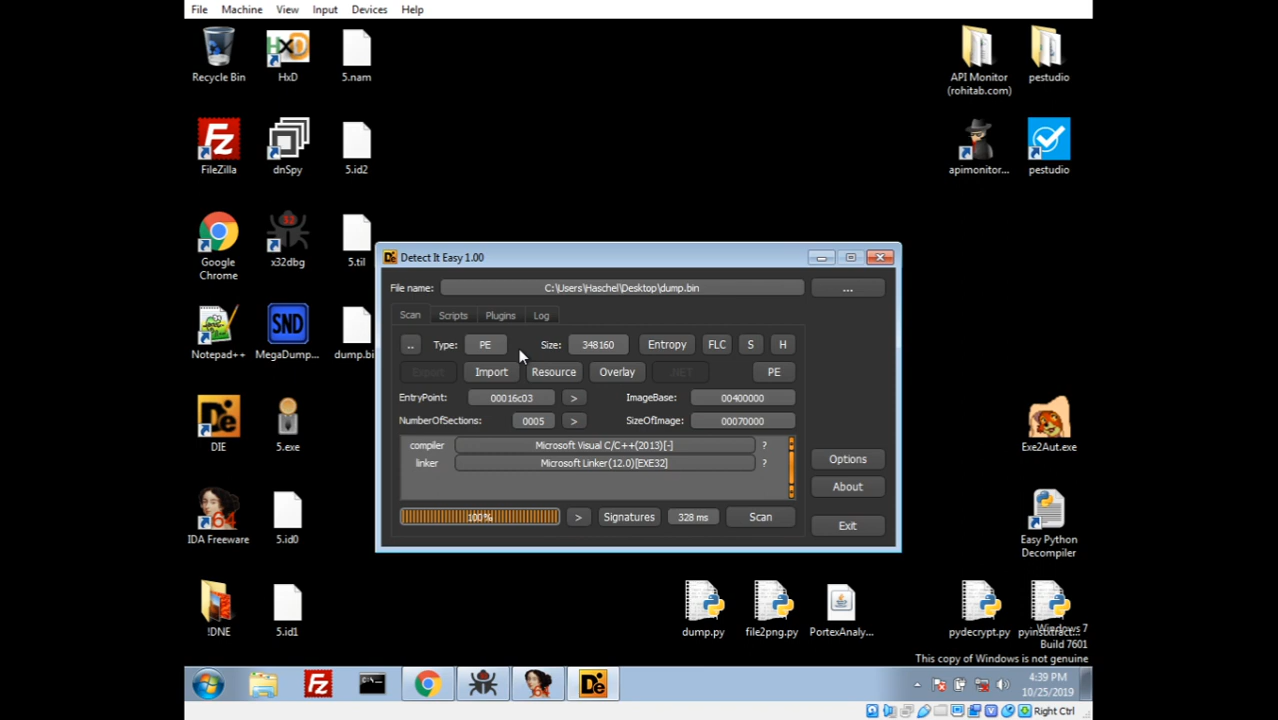 File Machine View Input Devices Help
Recycle Bin
HxD
5.nam
API Monitor
(rohitab.com)
pestudio
FileZilla
dnSpy
5.id2
apimonitor...
pestudio
Google
Chrome
x32dbg
5.til
Detect It Easy 1.00
File name: C:\Users\Haschel\Desktop\dump.bin ...
Scan Scripts Plugins Log
.. Type: PE Size: 348160 Entropy FLC S H
Export Import Resource Overlay .NET PE
EntryPoint: 00016c03 > ImageBase: 00400000
NumberOfSections: 0005 > SizeOfImage: 00070000
compiler Microsoft Visual C/C++(2013)[-] ?
linker Microsoft Linker(12.0)[EXE32] ?
Options
About
100% > Signatures 328 ms Scan
Exit
Notepad++
MegaDump...
dump.bi
DIE
5.exe
Exe2Aut.exe
IDA Freeware
64
5.id0
Easy Python
Decompiler
!DNE
5.id1
dump.py
file2png.py
PortexAnaly...
pydecrypt.py
pyinstxtract...
Windows 7
Build 7601
This copy of Windows is not genuine
4:39 PM
10/25/2019
Right Ctrl